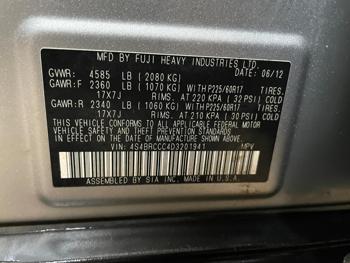 MFD BY FUJI HEAVY INDUSTRIES LTD.
GVWR: 4585 LB (2080 KG) DATE: 06/12
GAWR:F 2360 LB (1070 KG) WITH P225/60R17 TIRES.
17X7J RIMS. AT 220 KPA (32 PSI) COLD
GAWR:R 2340 LB (1060 KG) WITH P225/60R17 TIRES.
17X7J RIMS. AT 210 KPA (30 PSI) COLD
THIS VEHICLE CONFORMS TO ALL APPLICABLE FEDERAL MOTOR
VEHICLE SAFETY AND THEFT PREVENTION STANDARDS
IN EFFECT ON THE DATE OF MANUFACTURE SHOWN ABOVE.
VIN: 4S4BRCCC4D3201941 MPV
ASSEMBLED BY SIA INC. MADE IN U.S.A.